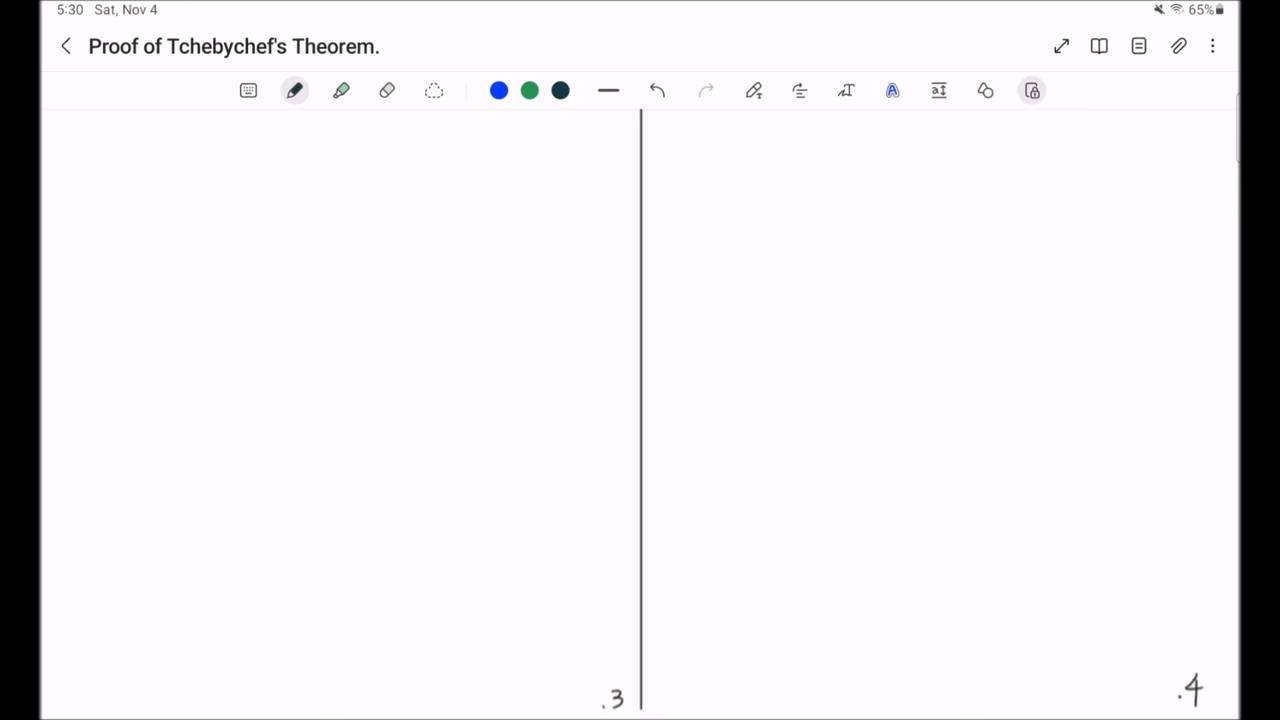 5:30 Sat, Nov 4
65%
Proof of Tchebychef's Theorem.
.3
.4